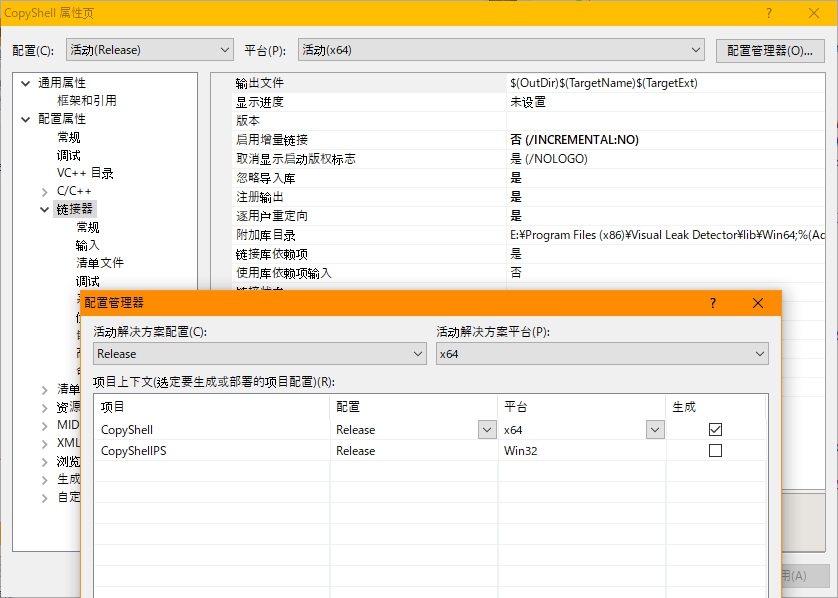 CopyShell 属性页
配置(C): 活动(Release) 平台(P): 活动(x64) 配置管理器(O)...
通用属性
框架和引用
配置属性
常规
调试
VC++ 目录
C/C++
链接器
常规
输入
清单文件
调试
清单
资源
MID
XML
浏览
生成
自定
输出文件 $(OutDir)$(TargetName)$(TargetExt)
显示进度 未设置
版本
启用增量链接 否 (/INCREMENTAL:NO)
取消显示启动版权标志 是 (/NOLOGO)
忽略导入库 是
注册输出 是
逐用户重定向 是
附加库目录 E:¥Program Files (x86)¥Visual Leak Detector¥lib¥Win64;%(Ad
链接库依赖项 是
使用库依赖项输入 否
配置管理器
活动解决方案配置(C): 活动解决方案平台(P):
Release x64
项目上下文(选定要生成或部署的项目配置)(R):
项目 配置 平台 生成
CopyShell Release x64
CopyShellPS Release Win32
用(A)